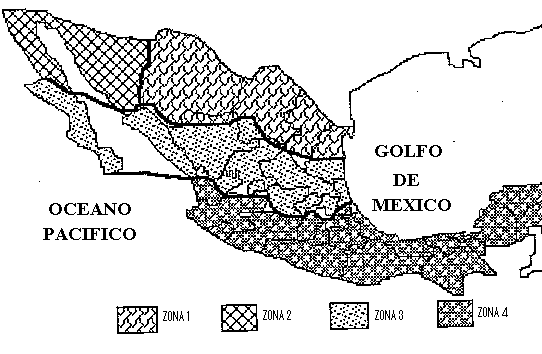 GOLFO
DE
MEXICO
OCEANO
PACIFICO
ZONA 1
ZONA 2
ZONA 3
ZONA 4